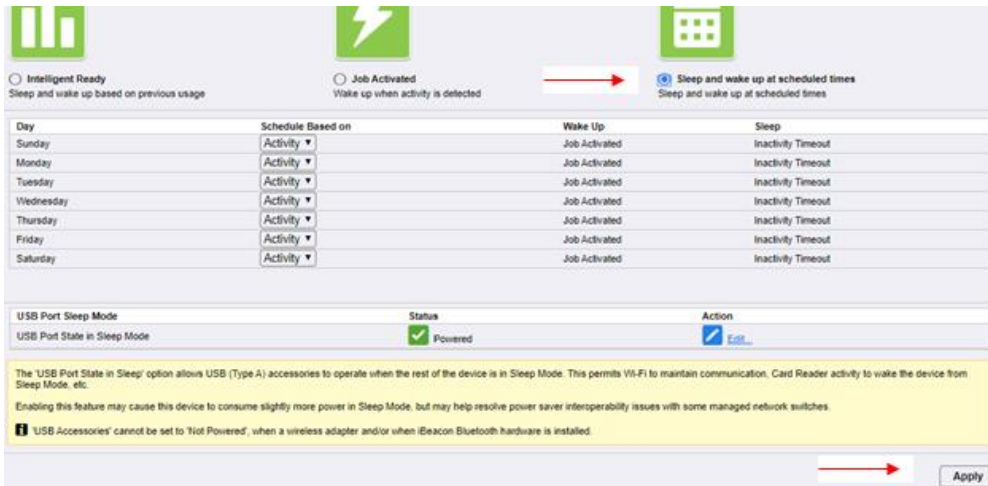 Intelligent Ready
Sleep and wake up based on previous usage
Job Activated
Wake up when activity is detected
Sleep and wake up at scheduled times
Sleep and wake up at scheduled times
Day Schedule Based on Wake Up Sleep
Sunday Activity Job Activated Inactivity Timeout
Monday Activity Job Activated Inactivity Timeout
Tuesday Activity Job Activated Inactivity Timeout
Wednesday Activity Job Activated Inactivity Timeout
Thursday Activity Job Activated Inactivity Timeout
Friday Activity Job Activated Inactivity Timeout
Saturday Activity Job Activated Inactivity Timeout
USB Port Sleep Mode Status Action
USB Port State in Sleep Mode Powered Edit...
The 'USB Port State in Sleep' option allows USB (Type A) accessories to operate when the rest of the device is in Sleep Mode. This permits Wi-Fi to maintain communication, Card Reader activity to wake the device from
Sleep Mode, etc.
Enabling this feature may cause this device to consume slightly more power in Sleep Mode, but may help resolve power saver interoperability issues with some managed network switches.
'USB Accessories' cannot be set to 'Not Powered', when a wireless adapter and/or when iBeacon Bluetooth hardware is installed.
Apply